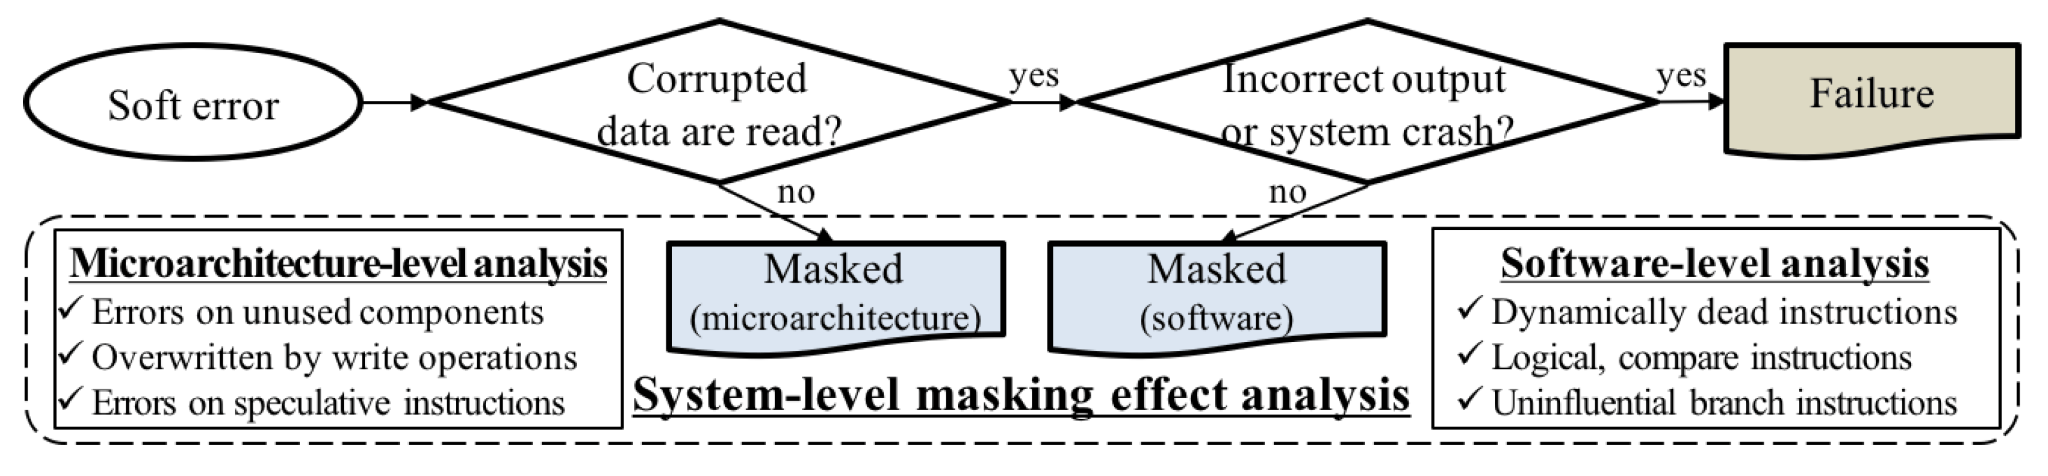 Soft error
Corrupted
data are read?
yes
Incorrect output
or system crash?
yes
Failure
no
no
Microarchitecture-level analysis
✓ Errors on unused components
✓ Overwritten by write operations
✓ Errors on speculative instructions
Masked
(microarchitecture)
Masked
(software)
System-level masking effect analysis
Software-level analysis
✓ Dynamically dead instructions
✓ Logical, compare instructions
✓ Uninfluential branch instructions